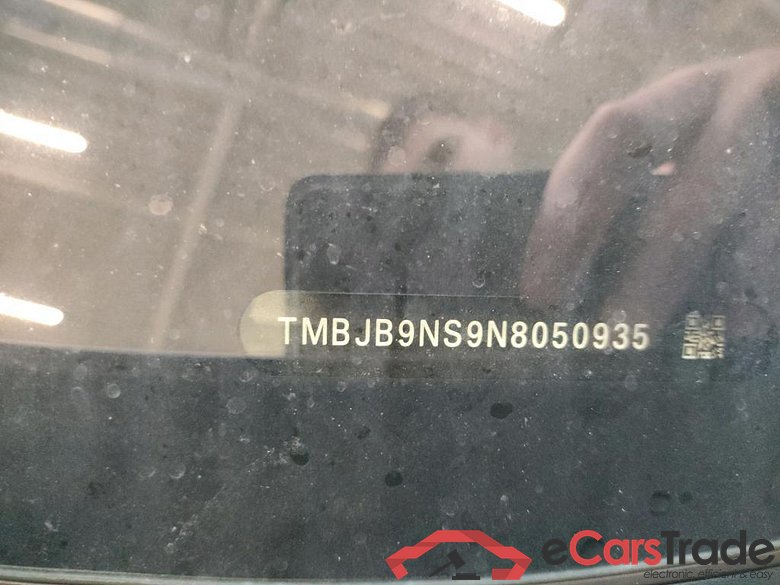 TMBJB9NS9N8050935
eCarsTrade
electronic, efficient & easy